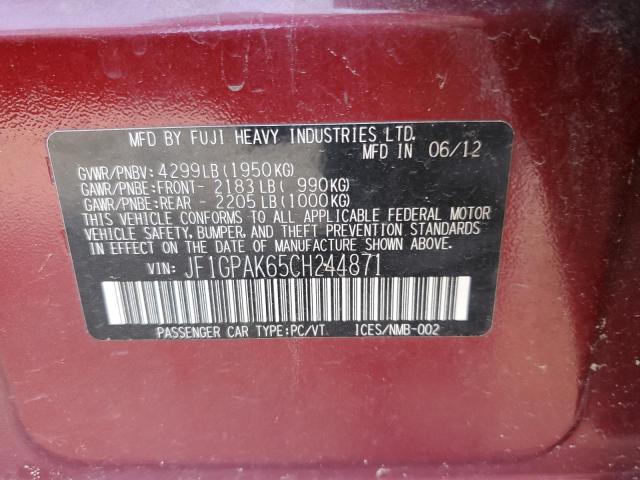 MFD BY FUJI HEAVY INDUSTRIES LTD.
MFD IN 06/12
GVWR/PNBV: 4299LB(1950KG)
GAWR/PNBE:FRONT- 2183LB( 990KG)
GAWR/PNBE:REAR - 2205LB(1000KG)
THIS VEHICLE CONFORMS TO ALL APPLICABLE FEDERAL MOTOR
VEHICLE SAFETY, BUMPER, AND THEFT PREVENTION STANDARDS
IN EFFECT ON THE DATE OF MANUFACTURE SHOWN ABOVE.
VIN: JF1GPAK65CH244871
PASSENGER CAR TYPE:PC/VT. ICES/NMB-002